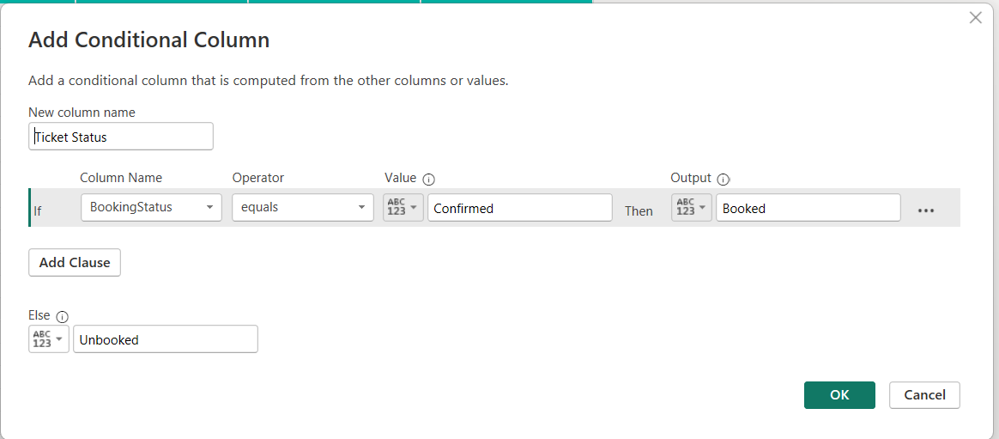 Add Conditional Column
Add a conditional column that is computed from the other columns or values.
New column name
Ticket Status
Column Name Operator Value Output
If BookingStatus equals ABC 123 Confirmed Then ABC 123 Booked ...
Add Clause
Else
ABC 123 Unbooked
OK Cancel